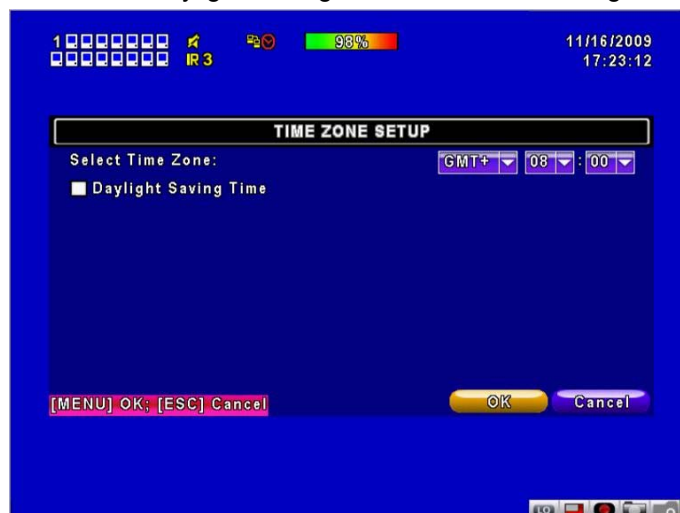 1 98% 11/16/2009
IR 3 17:23:12
TIME ZONE SETUP
Select Time Zone: GMT+ 08 : 00
Daylight Saving Time
[MENU] OK; [ESC] Cancel OK Cancel